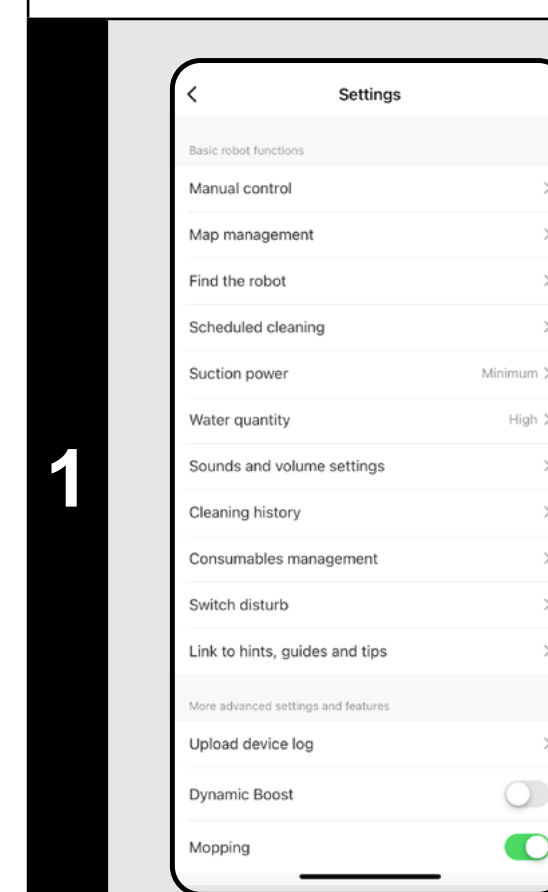 1
Settings
Basic robot functions
Manual control
Map management
Find the robot
Scheduled cleaning
Suction power Minimum
Water quantity High
Sounds and volume settings
Cleaning history
Consumables management
Switch disturb
Link to hints, guides and tips
More advanced settings and features
Upload device log
Dynamic Boost
Mopping